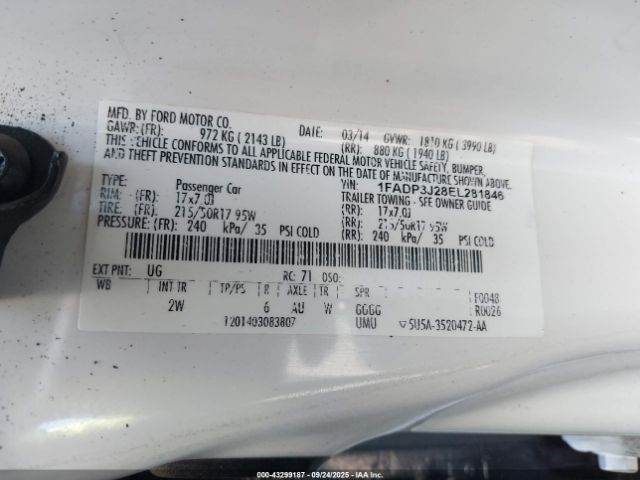 MFD. BY FORD MOTOR CO.
DATE: 03/14 GVWR: 1810 KG ( 3990 LB)
GAWR: (FR): 972 KG ( 2143 LB) (RR): 880 KG ( 1940 LB)
THIS VEHICLE CONFORMS TO ALL APPLICABLE FEDERAL MOTOR VEHICLE SAFETY, BUMPER,
AND THEFT PREVENTION STANDARDS IN EFFECT ON THE DATE OF MANUFACTURE SHOWN ABOVE.
VIN: 1FADP3J28EL281846
TYPE: Passenger Car TRAILER TOWING - SEE OWNER GUIDE
RIM: (FR): 17x7.0J (RR): 17x7.0J
TIRE: (FR): 215/50R17 95W (RR): 215/50R17 95W
PRESSURE: (FR): 240 kPa/ 35 PSI COLD (RR): 240 kPa/ 35 PSI COLD
EXT PNT: UG RC: 71 DSO:
WB INT TR TP/PS R AXLE TR SPR F0048
2W 6 AU W GGGG R0026
1201403083807 UMU ▽5U5A-3520472-AA
000-43299187 09/24/2025 IAAI.COM